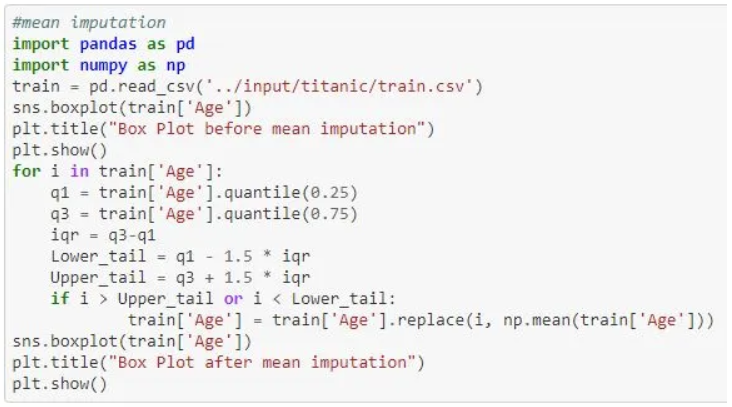 #mean imputation
import pandas as pd
import numpy as np
train = pd.read_csv('../input/titanic/train.csv')
sns.boxplot(train['Age'])
plt.title("Box Plot before mean imputation")
plt.show()
for i in train['Age']:
    q1 = train['Age'].quantile(0.25)
    q3 = train['Age'].quantile(0.75)
    iqr = q3-q1
    Lower_tail = q1 - 1.5 * iqr
    Upper_tail = q3 + 1.5 * iqr
    if i > Upper_tail or i < Lower_tail:
            train['Age'] = train['Age'].replace(i, np.mean(train['Age']))
sns.boxplot(train['Age'])
plt.title("Box Plot after mean imputation")
plt.show()